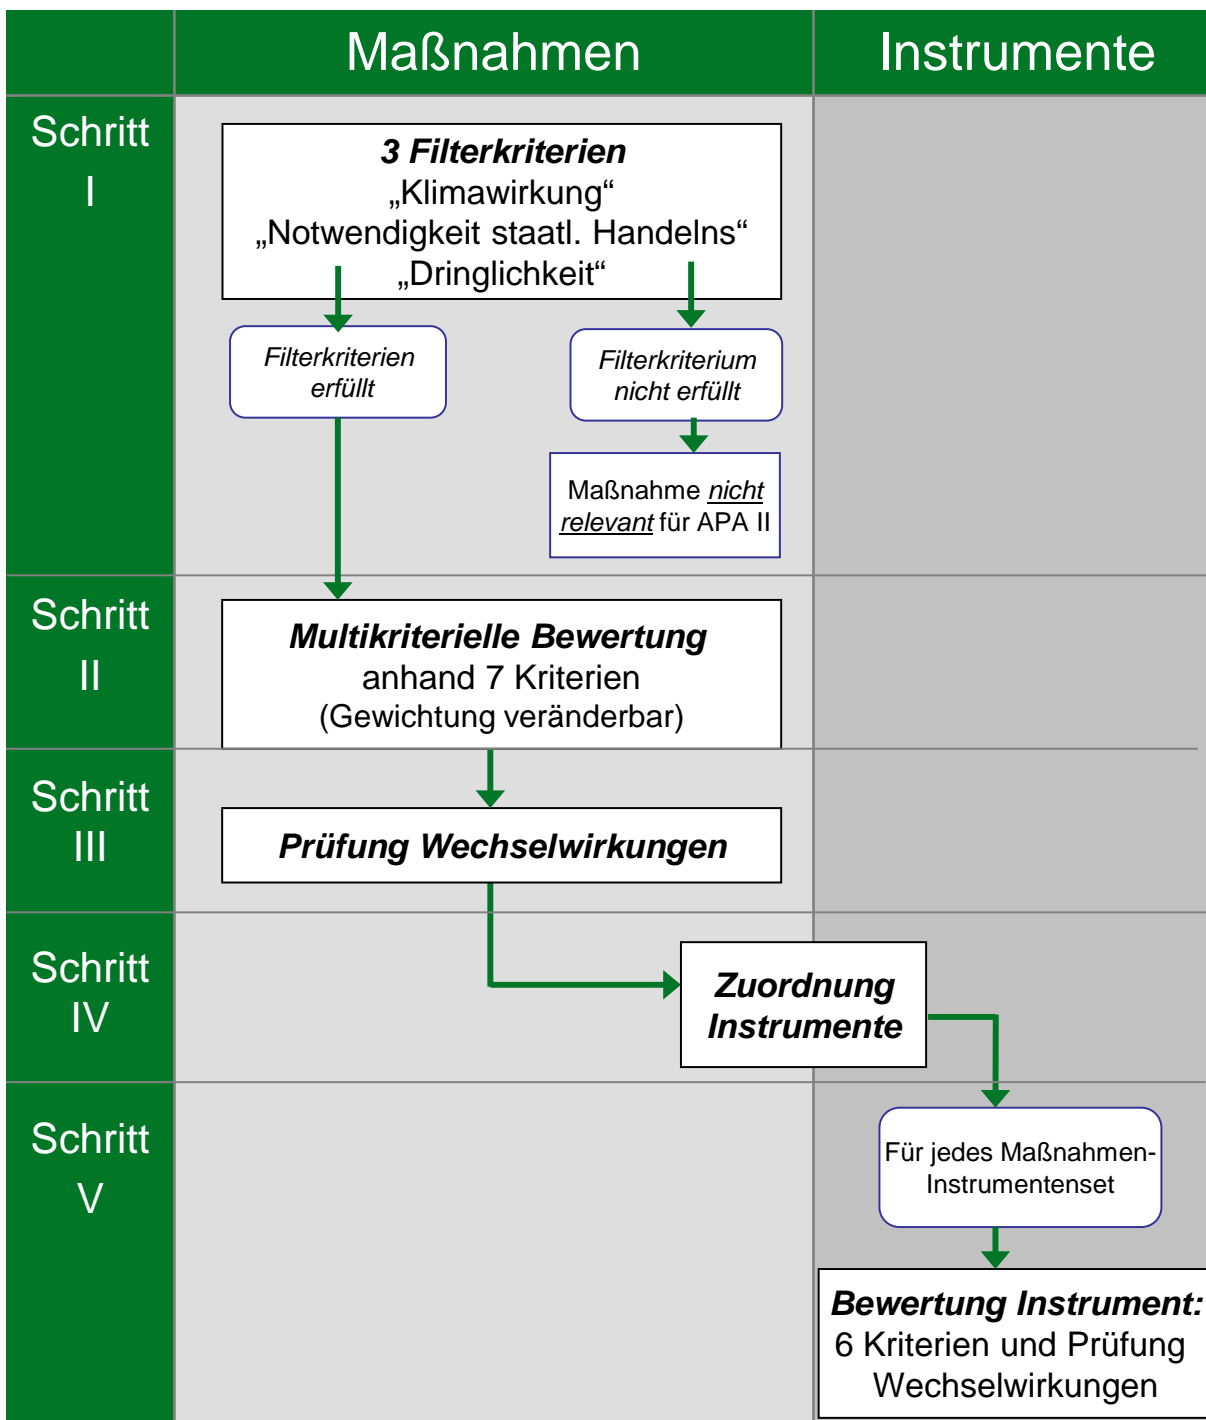 Maßnahmen
Instrumente
Schritt
I
3 Filterkriterien
„Klimawirkung“
„Notwendigkeit staatl. Handelns“
„Dringlichkeit“
Filterkriterien
erfüllt
Filterkriterium
nicht erfüllt
Maßnahme nicht
relevant für APA II
Schritt
II
Multikriterielle Bewertung
anhand 7 Kriterien
(Gewichtung veränderbar)
Schritt
III
Prüfung Wechselwirkungen
Schritt
IV
Zuordnung
Instrumente
Schritt
V
Für jedes Maßnahmen-
Instrumentenset
Bewertung Instrument:
6 Kriterien und Prüfung
Wechselwirkungen